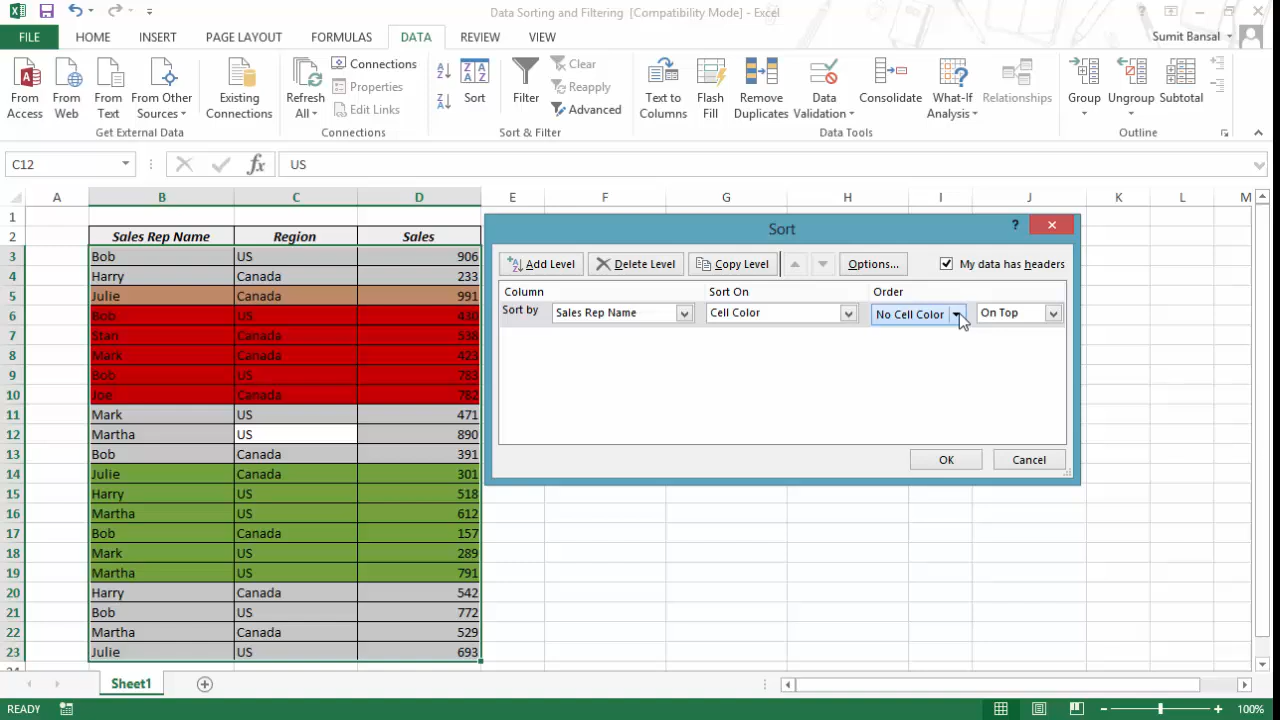 Data Sorting and Filtering [Compatibility Mode] - Excel
FILE HOME INSERT PAGE LAYOUT FORMULAS DATA REVIEW VIEW Sumit Bansal
From Access
From Web
From Text
From Other Sources
Existing Connections
Get External Data
Refresh All
Connections
Properties
Edit Links
Connections
Sort
Filter
Clear
Reapply
Advanced
Sort & Filter
Text to Columns
Flash Fill
Remove Duplicates
Data Validation
Consolidate
What-If Analysis
Relationships
Data Tools
Group
Ungroup
Subtotal
Outline
C12 fx US
A B C D E F G H I J K L M
1
2 Sales Rep Name Region Sales
3 Bob US 906
4 Harry Canada 233
5 Julie Canada 991
6 Bob US 430
7 Stan Canada 538
8 Mark Canada 423
9 Bob US 783
10 Joe Canada 782
11 Mark US 471
12 Martha US 890
13 Bob Canada 391
14 Julie Canada 301
15 Harry US 518
16 Martha US 612
17 Bob Canada 157
18 Mark US 289
19 Martha US 791
20 Harry Canada 542
21 Bob US 772
22 Martha Canada 529
23 Julie US 693
Sort ?
Add Level Delete Level Copy Level Options... My data has headers
Column Sort On Order
Sort by Sales Rep Name Cell Color No Cell Color On Top
OK Cancel
Sheet1
READY 100%